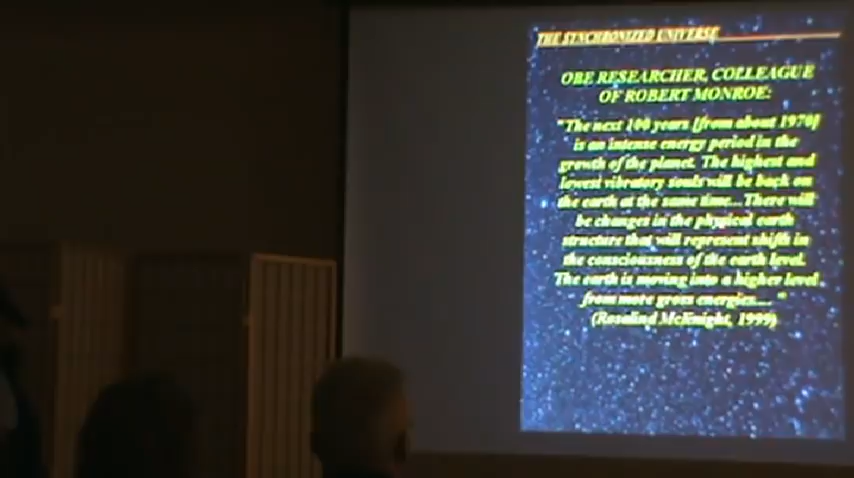 THE SYNCHRONIZED UNIVERSE
OBE RESEARCHER, COLLEAGUE
OF ROBERT MONROE:
"The next 100 years [from about 1970]
is an intense energy period in the
growth of the planet. The highest and
lowest vibratory souls will be back on
the earth at the same time... There will
be changes in the physical earth
structure that will represent shifts in
the consciousness of the earth level.
The earth is moving into a higher level
from more gross energies.... "
(Rosalind McKnight, 1999)